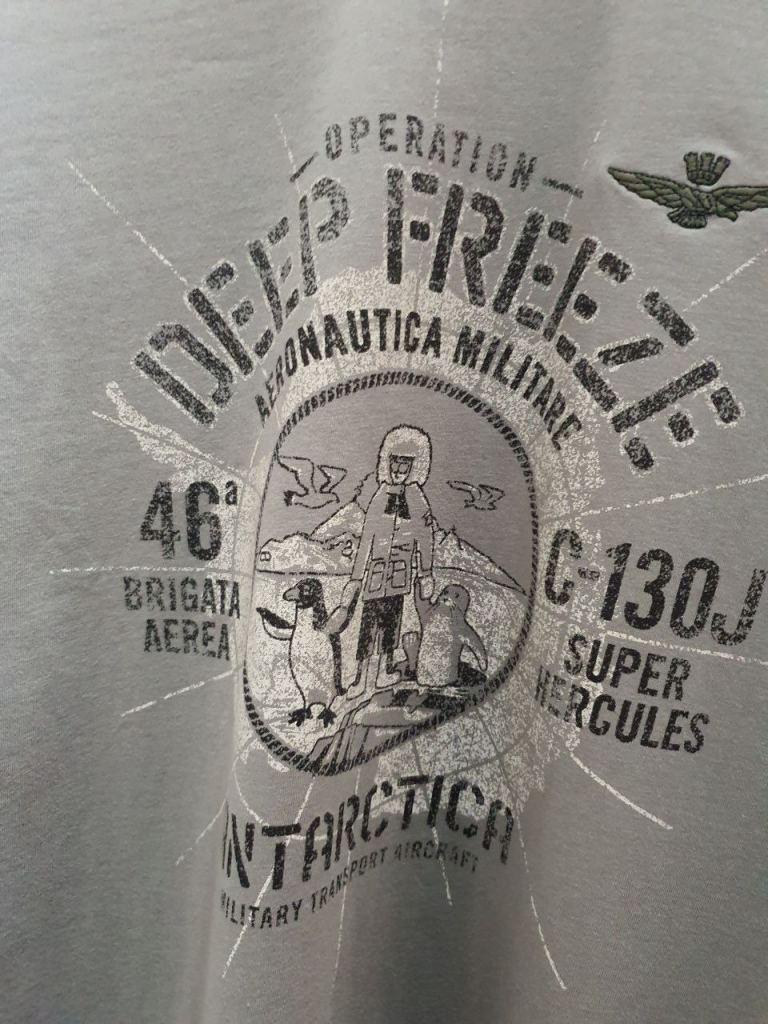 OPERATION
DEEP FREEZE
AERONAUTICA MILITARE
46ª
BRIGATA
AEREA
C-130J
SUPER
HERCULES
ANTARCTICA
MILITARY TRANSPORT AIRCRAFT